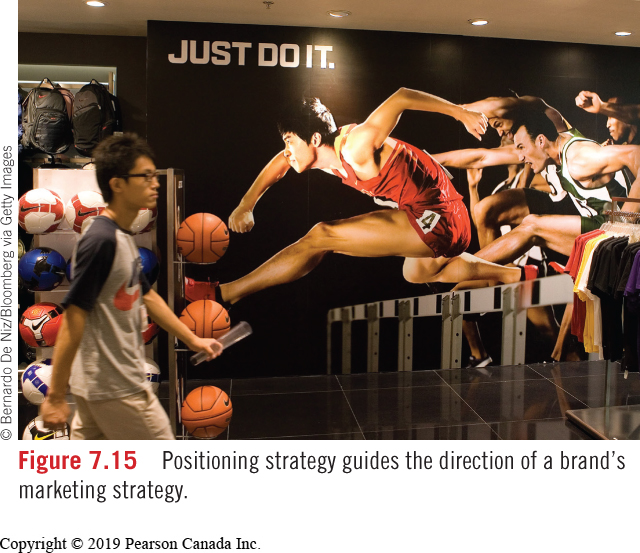 JUST DO IT.
4
© Bernardo De Niz/Bloomberg via Getty Images
Figure 7.15 Positioning strategy guides the direction of a brand’s
marketing strategy.
Copyright © 2019 Pearson Canada Inc.